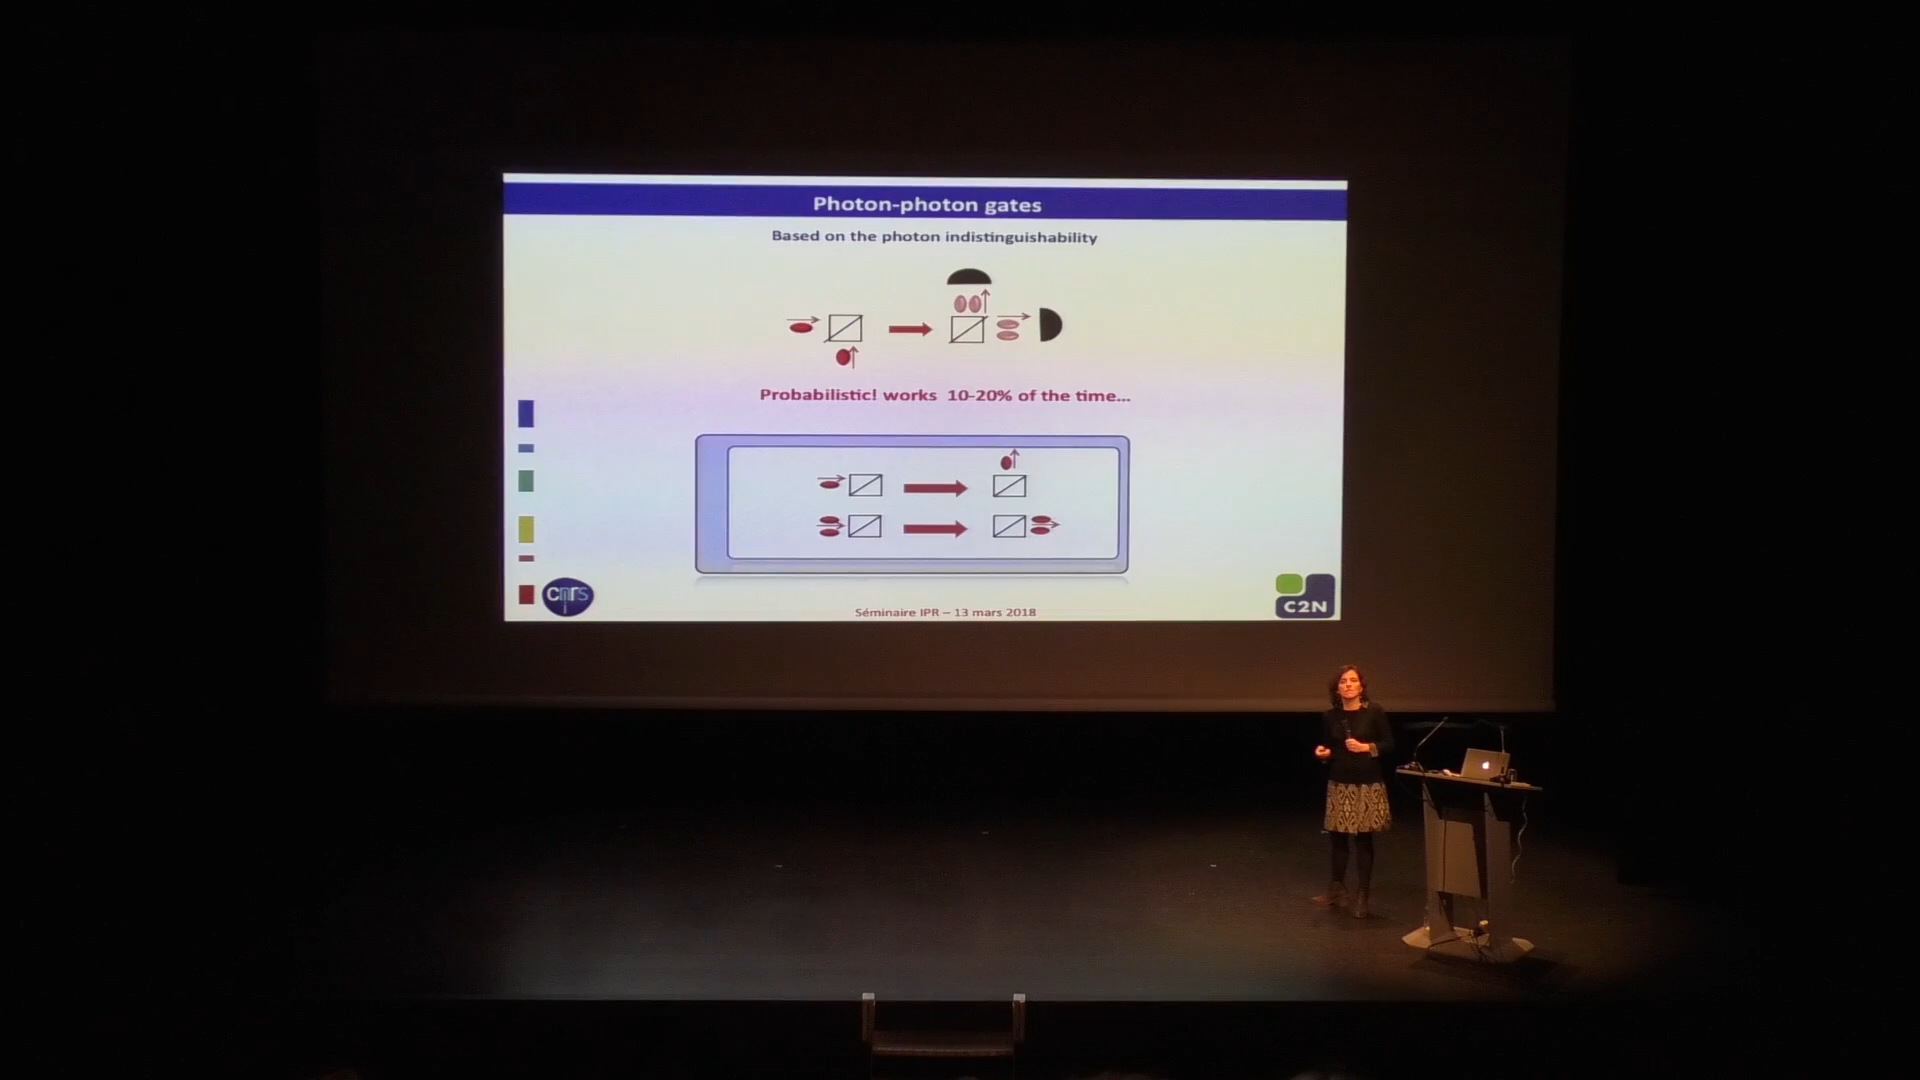 Photon-photon gates
Based on the photon indistinguishability
Probabilistic! works 10-20% of the time...
cnrs
Séminaire IPR – 13 mars 2018
C2N